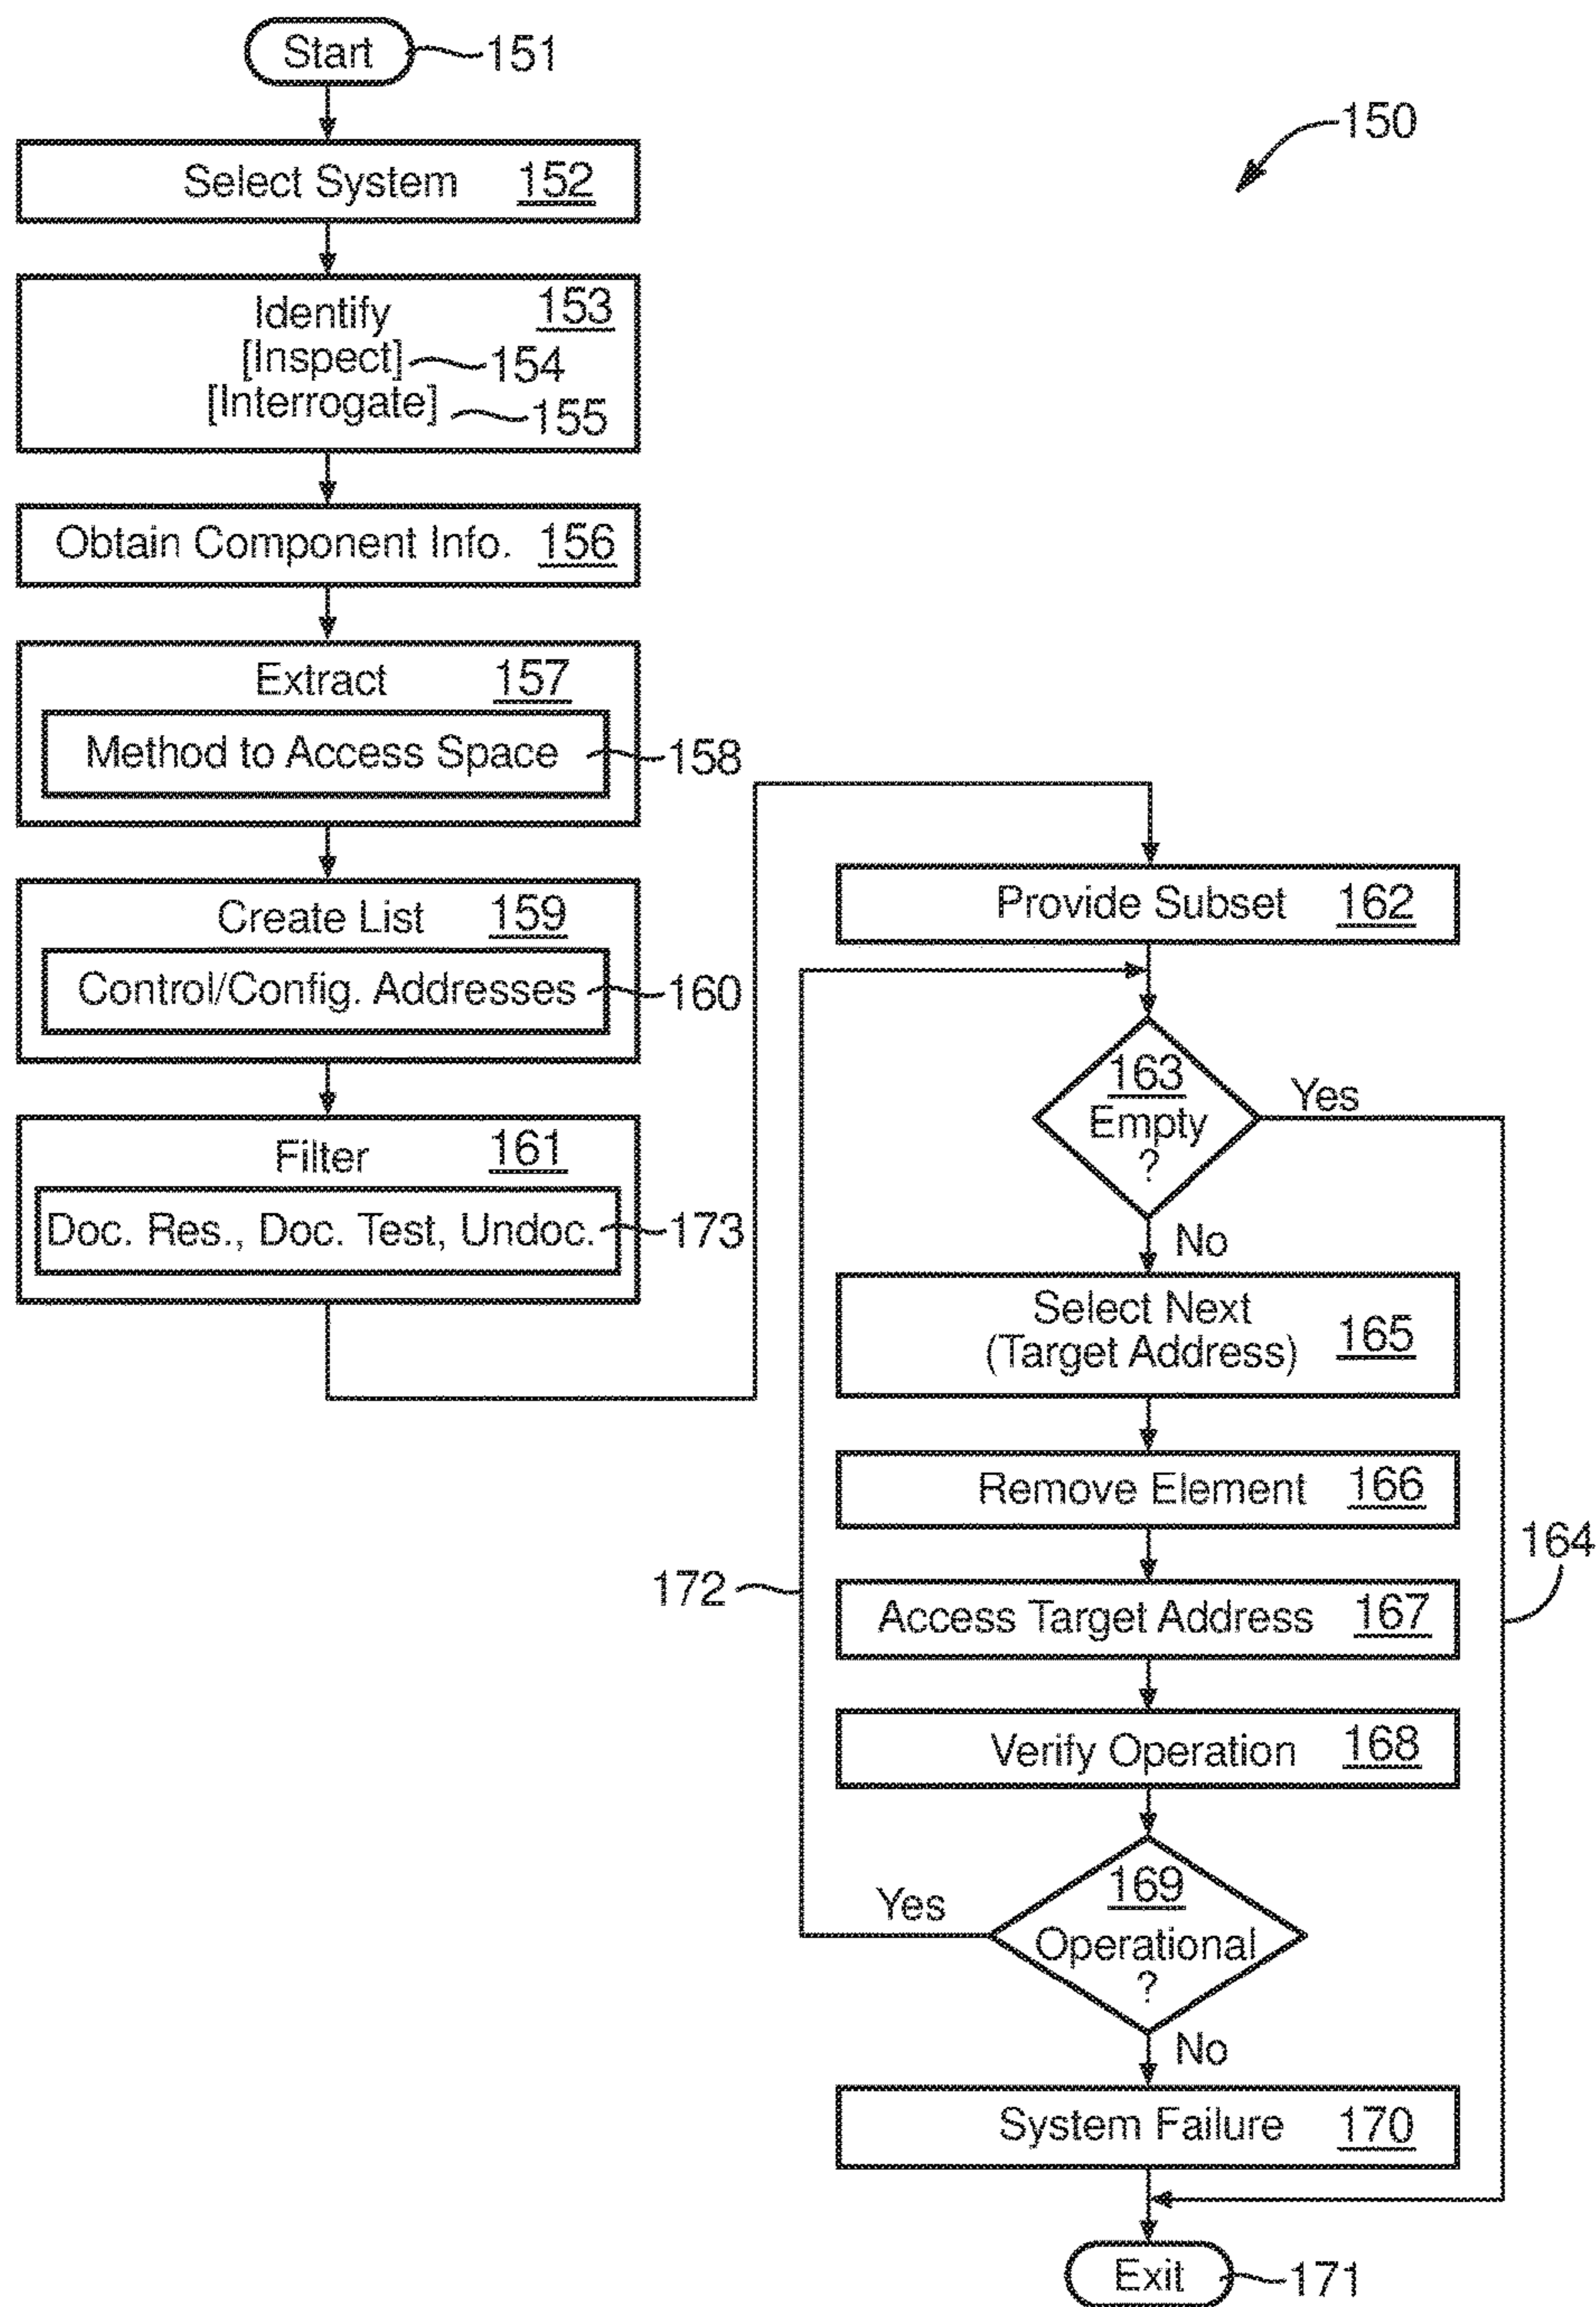 Start 151
150
Select System 152
Identify 153
[Inspect] 154
[Interrogate] 155
Obtain Component Info. 156
Extract 157
Method to Access Space 158
Create List 159
Control/Config. Addresses 160
Filter 161
Doc. Res., Doc. Test, Undoc. 173
Provide Subset 162
163
Empty
?
Yes
No
Select Next
(Target Address) 165
Remove Element 166
164
172
Access Target Address 167
Verify Operation 168
169
Yes
Operational
?
No
System Failure 170
Exit 171